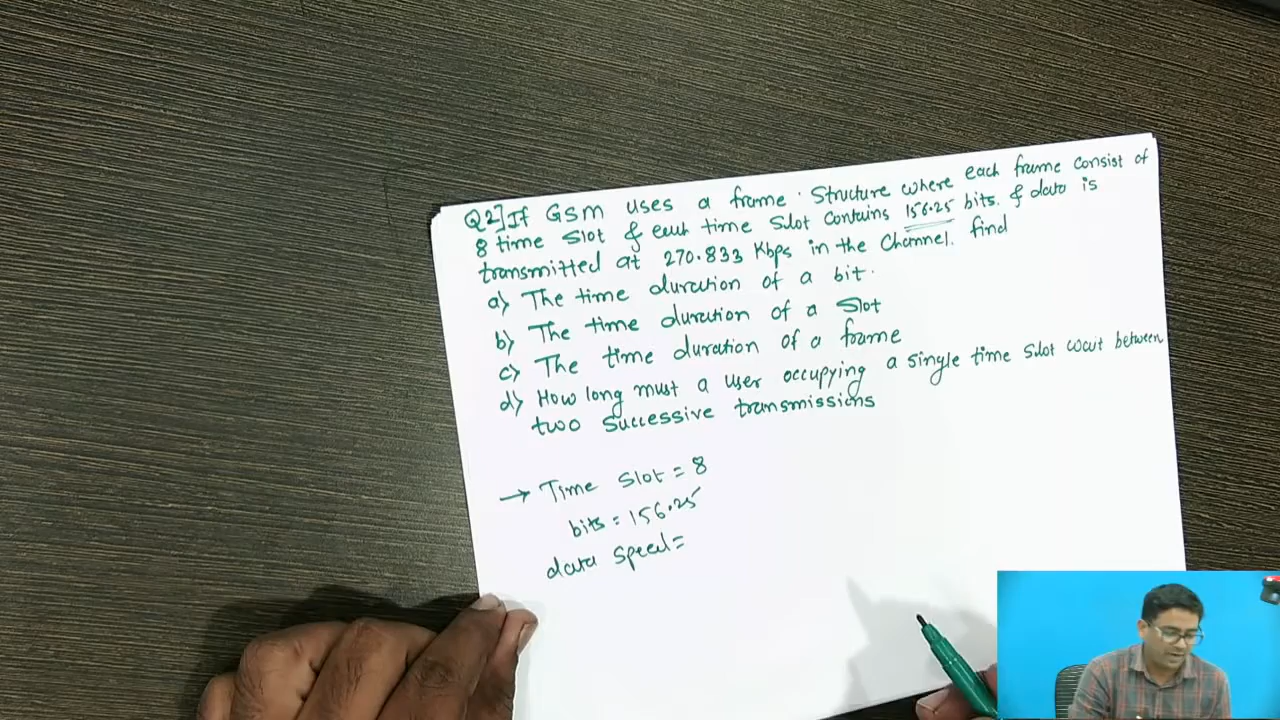 Q2] If GSM uses a frame structure where each frame consist of
8 time slot & each time slot contains 156.25 bits. & data is
transmitted at 270.833 Kbps in the channel. find
a) The time duration of a bit.
b) The time duration of a slot
c) The time duration of a frame
d) How long must a user occupying a single time slot wait between
two successive transmissions
→ Time slot = 8
bits = 156.25
data speed=